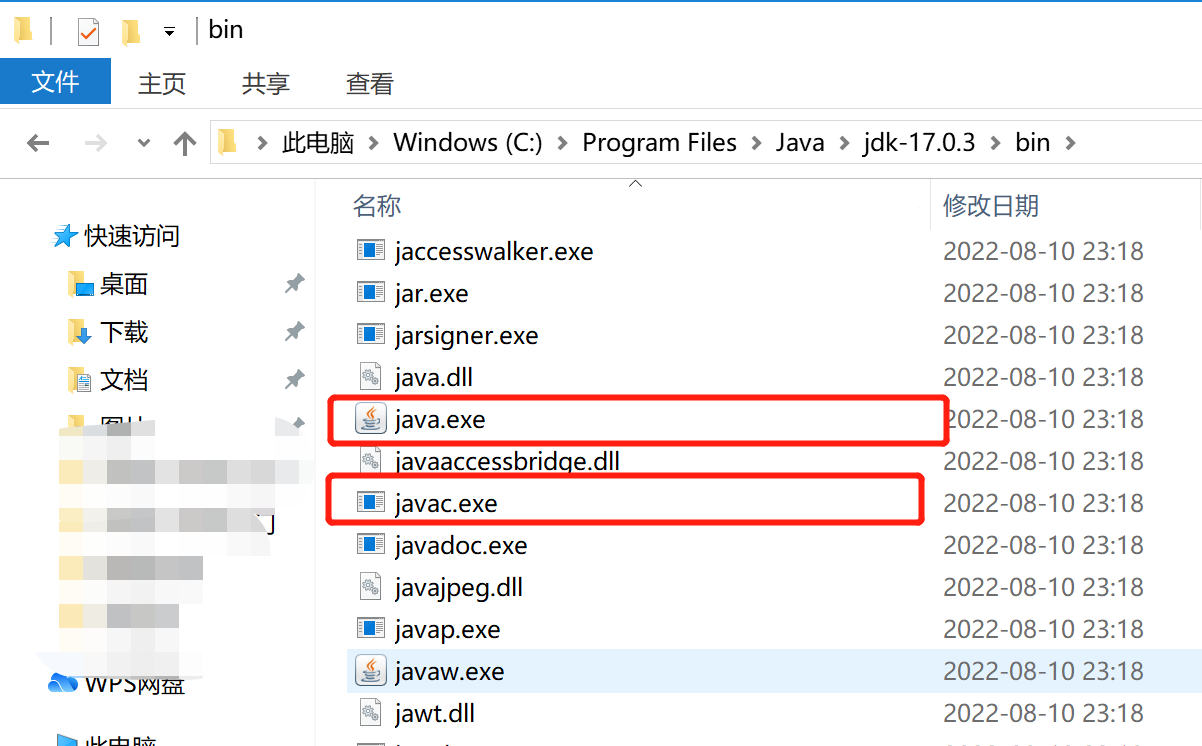 bin
文件 主页 共享 查看
此电脑 Windows (C:) Program Files Java jdk-17.0.3 bin
名称 修改日期
快速访问
桌面
下载
文档
图片
WPS网盘
此电脑
jaccesswalker.exe 2022-08-10 23:18
jar.exe 2022-08-10 23:18
jarsigner.exe 2022-08-10 23:18
java.dll 2022-08-10 23:18
java.exe 2022-08-10 23:18
javaaccessbridge.dll 2022-08-10 23:18
javac.exe 2022-08-10 23:18
javadoc.exe 2022-08-10 23:18
javajpeg.dll 2022-08-10 23:18
javap.exe 2022-08-10 23:18
javaw.exe 2022-08-10 23:18
jawt.dll 2022-08-10 23:18